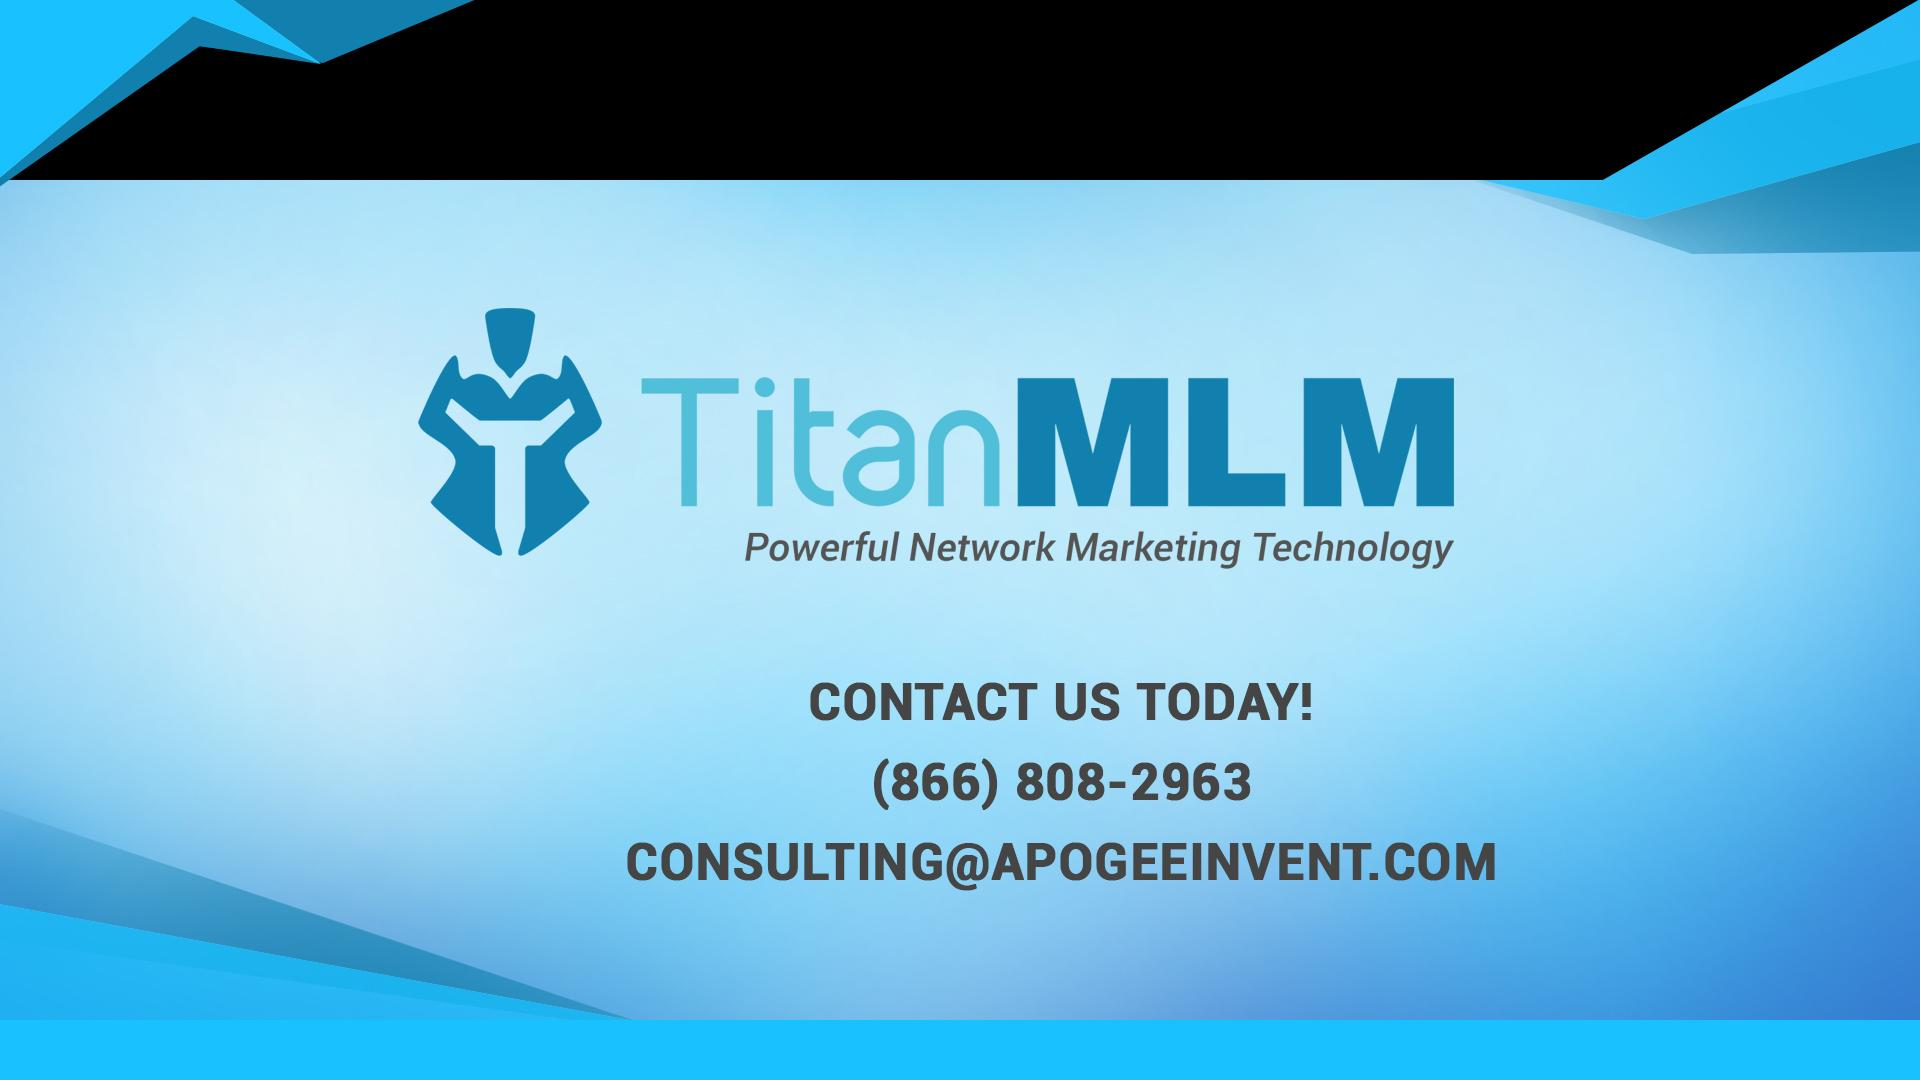 TitanMLM
Powerful Network Marketing Technology
CONTACT US TODAY!
(866) 808-2963
CONSULTING@APOGEEINVENT.COM